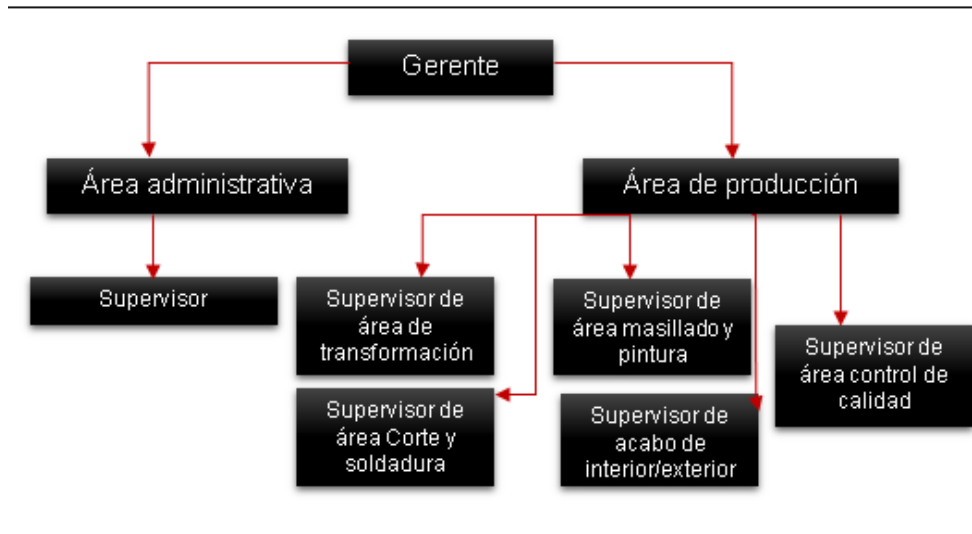 Gerente
Área administrativa
Área de producción
Supervisor
Supervisor de
área de
transformación
Supervisor de
área masillado y
pintura
Supervisor de
área control de
calidad
Supervisor de
área Corte y
soldadura
Supervisor de
acabo de
interior/exterior